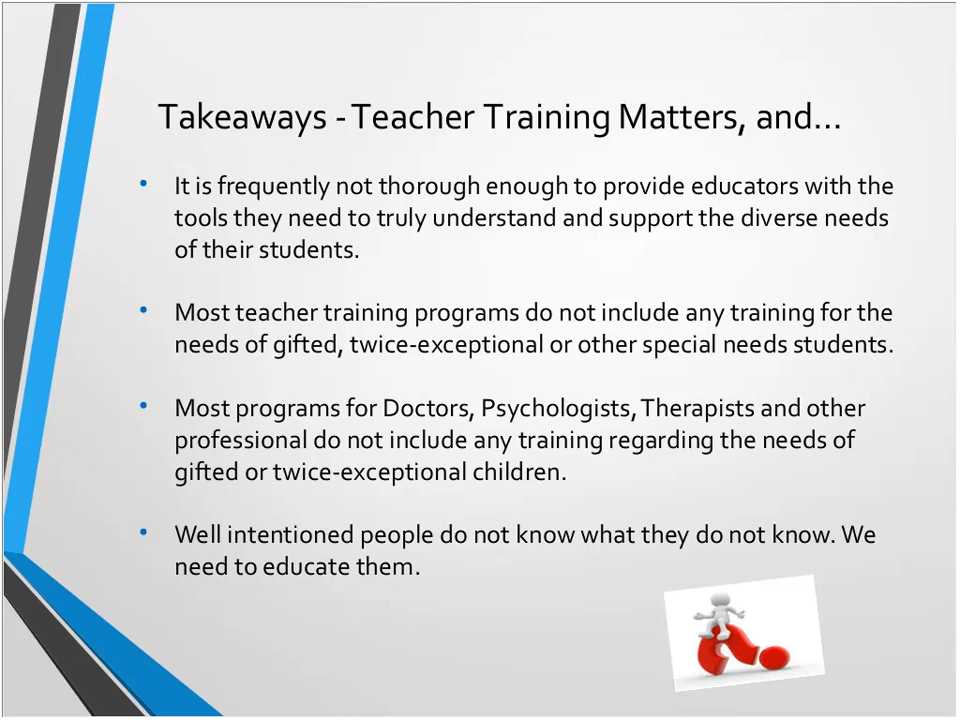 Takeaways - Teacher Training Matters, and...
• It is frequently not thorough enough to provide educators with the
tools they need to truly understand and support the diverse needs
of their students.
• Most teacher training programs do not include any training for the
needs of gifted, twice-exceptional or other special needs students.
• Most programs for Doctors, Psychologists, Therapists and other
professional do not include any training regarding the needs of
gifted or twice-exceptional children.
• Well intentioned people do not know what they do not know. We
need to educate them.